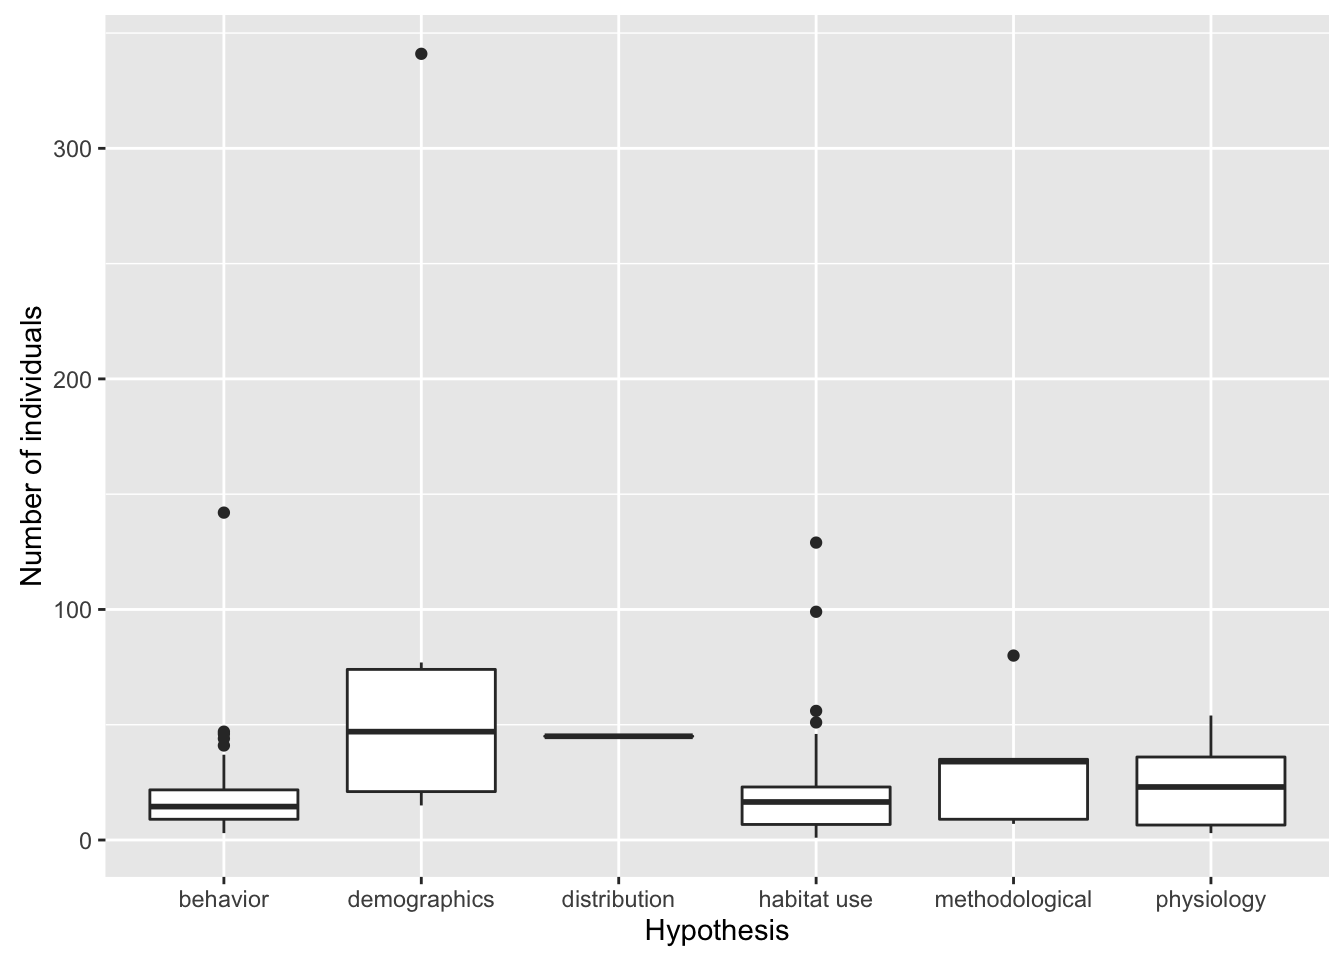 Number of individuals
300
200
100
0
behavior demographics distribution habitat use methodological physiology
Hypothesis